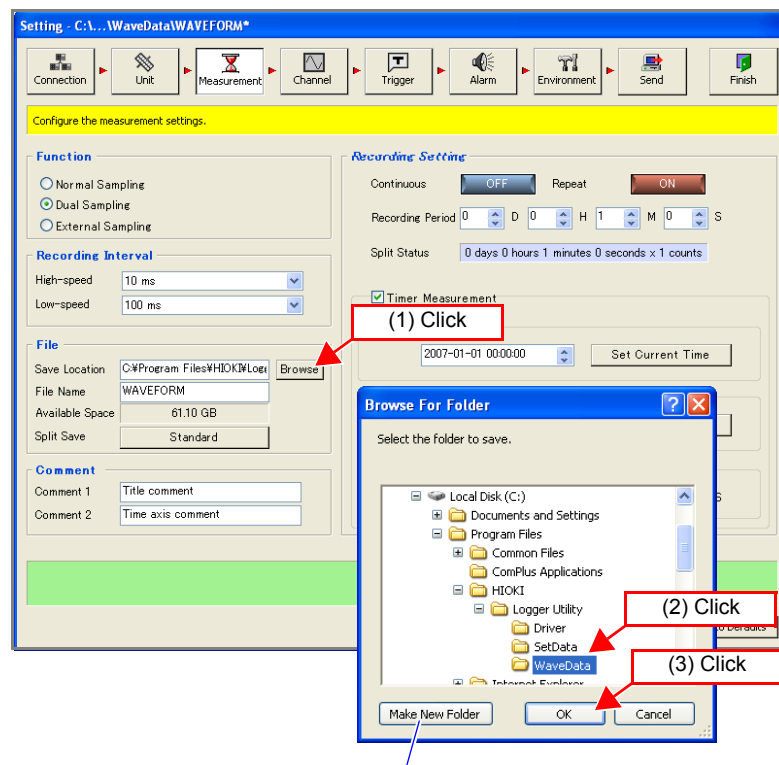 Setting - C:\...\WaveData\WAVEFORM*
Connection
Unit
Measurement
Channel
Trigger
Alarm
Environment
Send
Finish
Configure the measurement settings.
Function
Normal Sampling
Dual Sampling
External Sampling
Recording Interval
High-speed 10 ms
Low-speed 100 ms
File
Save Location C:¥Program Files¥HIOKI¥Logg Browse
File Name WAVEFORM
Available Space 61.10 GB
Split Save Standard
Comment
Comment 1 Title comment
Comment 2 Time axis comment
Recording Setting
Continuous OFF Repeat ON
Recording Period 0 D 0 H 1 M 0 S
Split Status 0 days 0 hours 1 minutes 0 seconds x 1 counts
Timer Measurement
(1) Click
2007-01-01 00:00:00 Set Current Time
Browse For Folder
Select the folder to save.
Local Disk (C:)
Documents and Settings
Program Files
Common Files
ComPlus Applications
HIOKI
Logger Utility
Driver
SetData
WaveData
Internet Explorer
(2) Click
(3) Click
Make New Folder
OK
Cancel
S
to Defaults